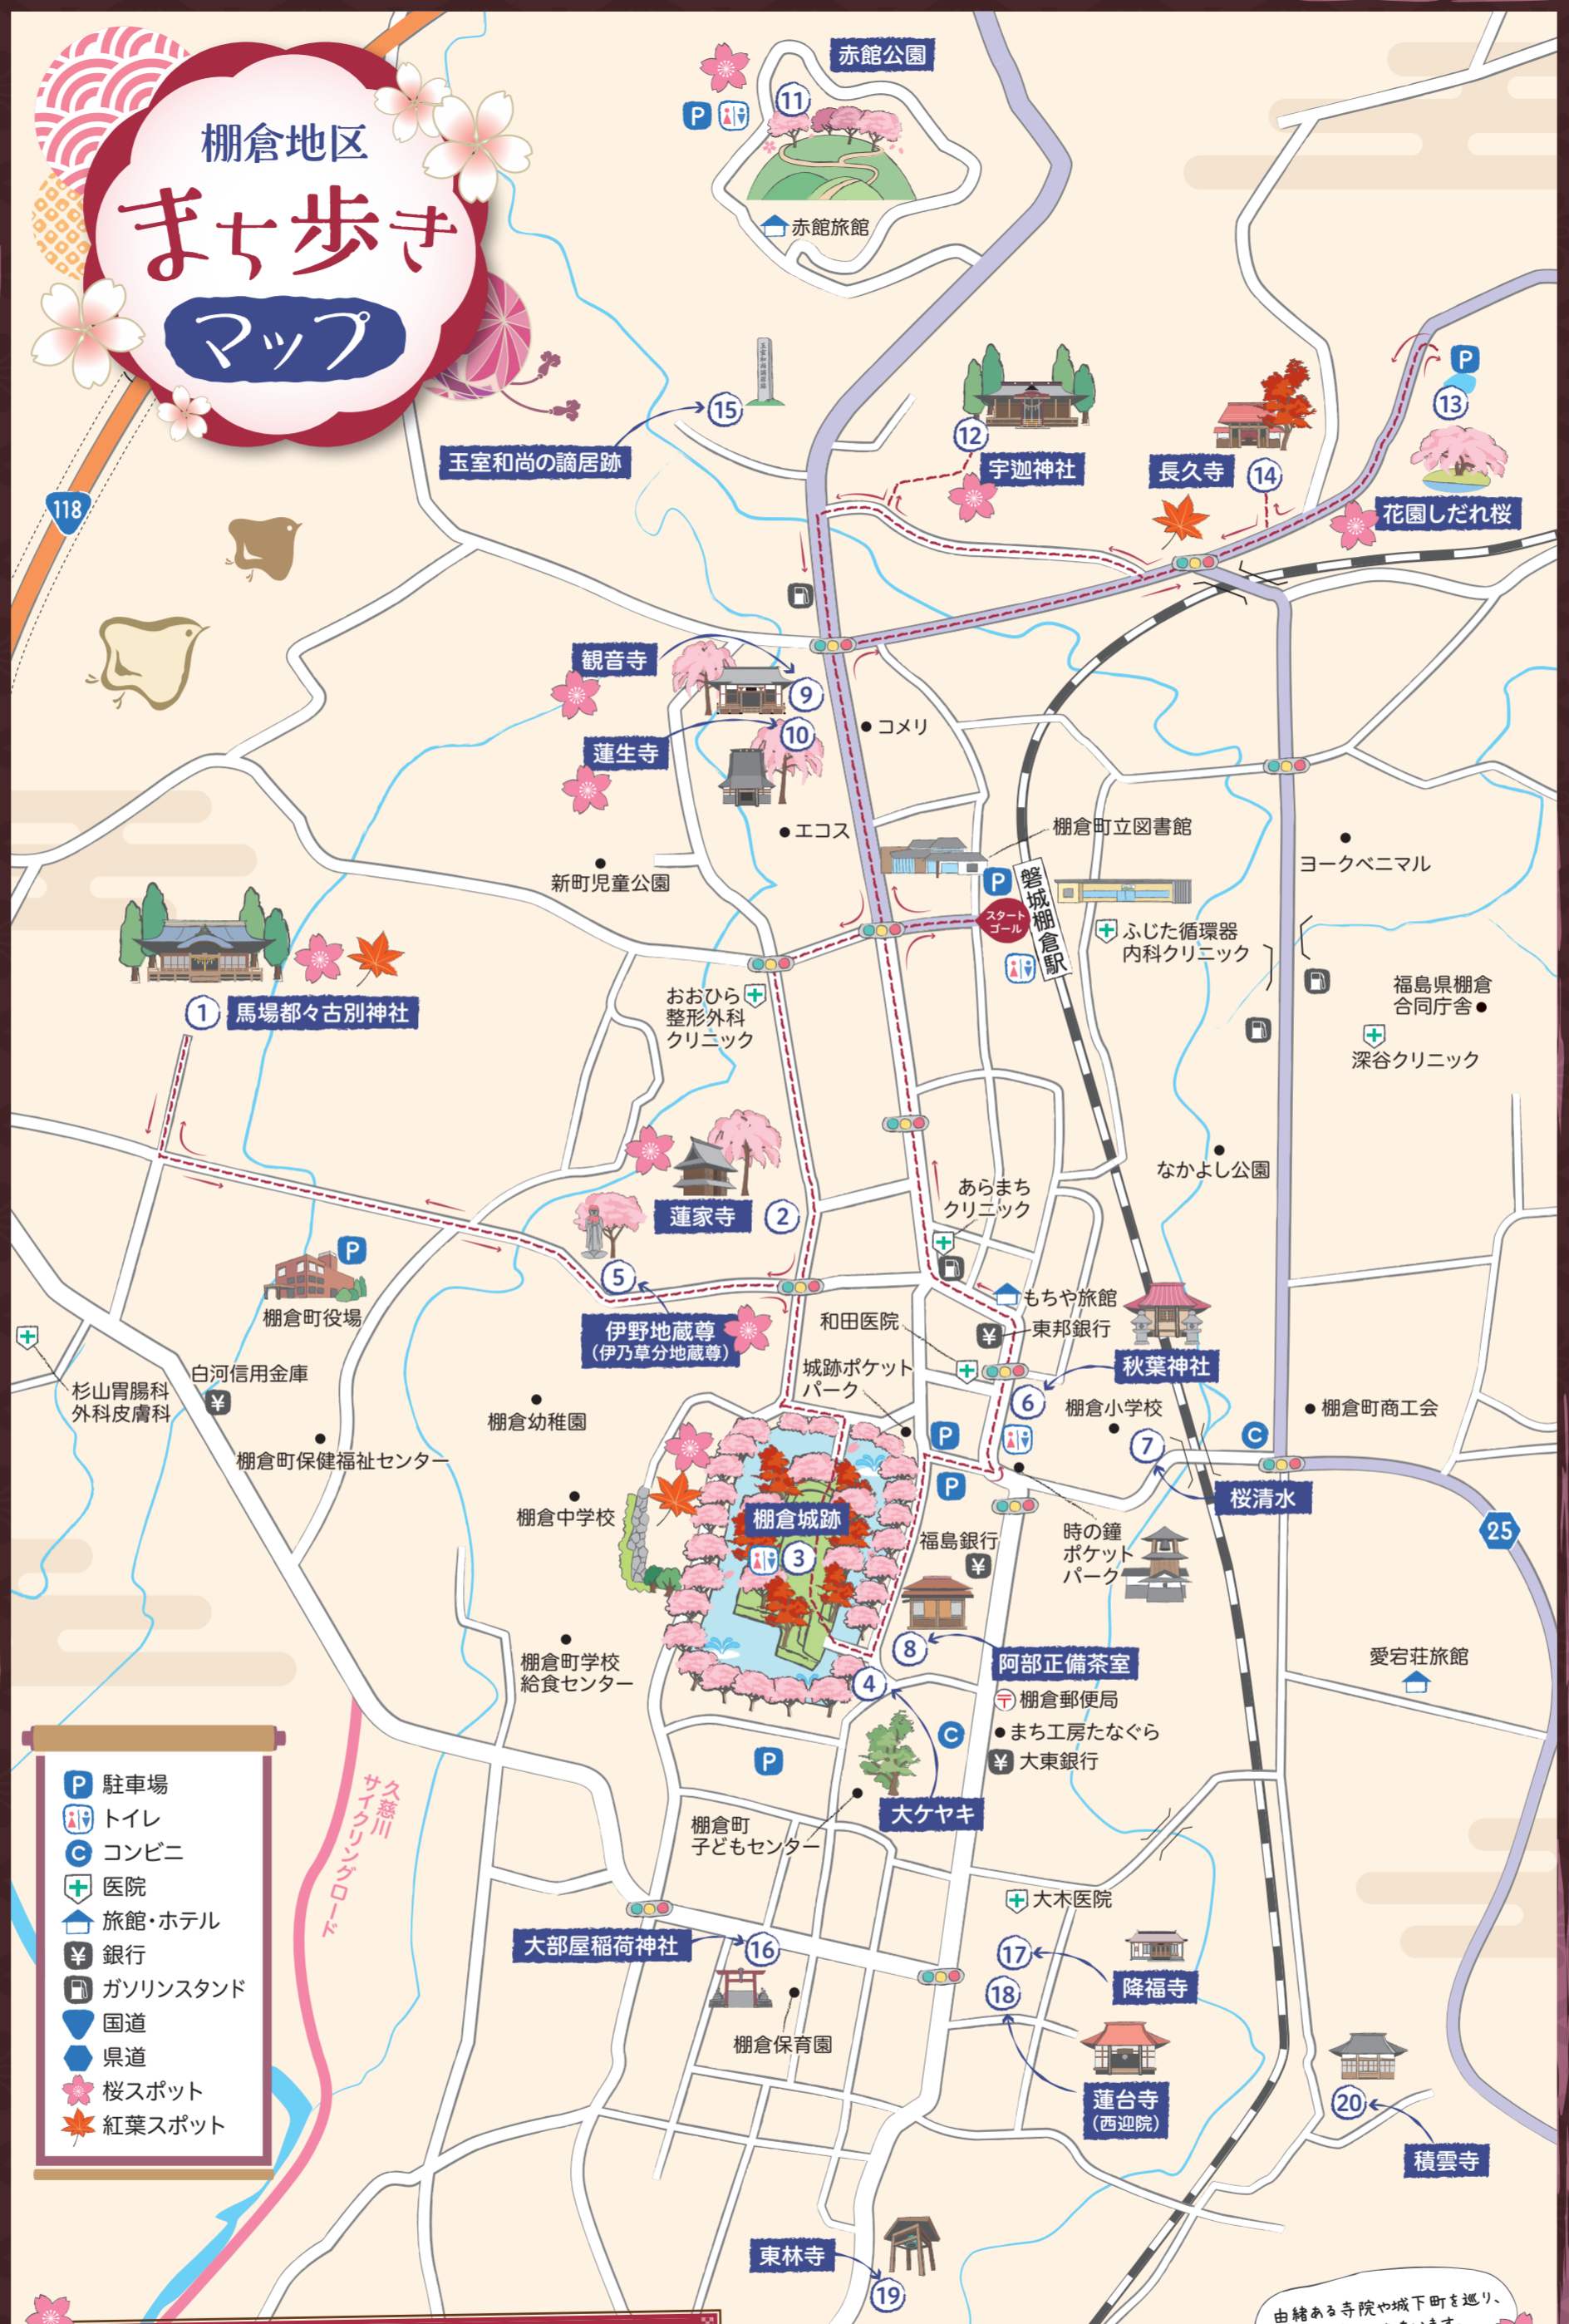 棚倉地区
まち歩き
マップ
赤館公園
11
P
赤館旅館
118
玉室和尚の謫居跡
15
12
宇迦神社
長久寺
14
P
13
花園しだれ桜
観音寺
9
蓮生寺
10
コメリ
エコス
新町児童公園
棚倉町立図書館
P
スタート
ゴール
磐城棚倉駅
ふじた循環器
内科クリニック
ヨークベニマル
福島県棚倉
合同庁舎
深谷クリニック
1
馬場都々古別神社
おおひら
整形外科
クリニック
なかよし公園
あらまち
クリニック
蓮家寺
2
5
伊野地蔵尊
(伊乃草分地蔵尊)
P
棚倉町役場
もちや旅館
¥
東邦銀行
和田医院
秋葉神社
6
城跡ポケット
パーク
杉山胃腸科
外科皮膚科
白河信用金庫
¥
棚倉幼稚園
棚倉町保健福祉センター
棚倉中学校
棚倉小学校
7
C
棚倉町商工会
桜清水
P
P
25
棚倉城跡
3
福島銀行
¥
時の鐘
ポケット
パーク
8
阿部正備茶室
4
棚倉町学校
給食センター
〒
棚倉郵便局
まち工房たなぐら
¥
大東銀行
C
愛宕荘旅館
P
大ケヤキ
棚倉町
子どもセンター
久慈川
サイクリングロード
P
駐車場
トイレ
C
コンビニ
医院
旅館・ホテル
¥
銀行
ガソリンスタンド
国道
県道
桜スポット
紅葉スポット
大木医院
大部屋稲荷神社
16
17
降福寺
18
棚倉保育園
蓮台寺
(西迎院)
20
積雲寺
東林寺
19
由緒ある寺院や城下町を巡り、